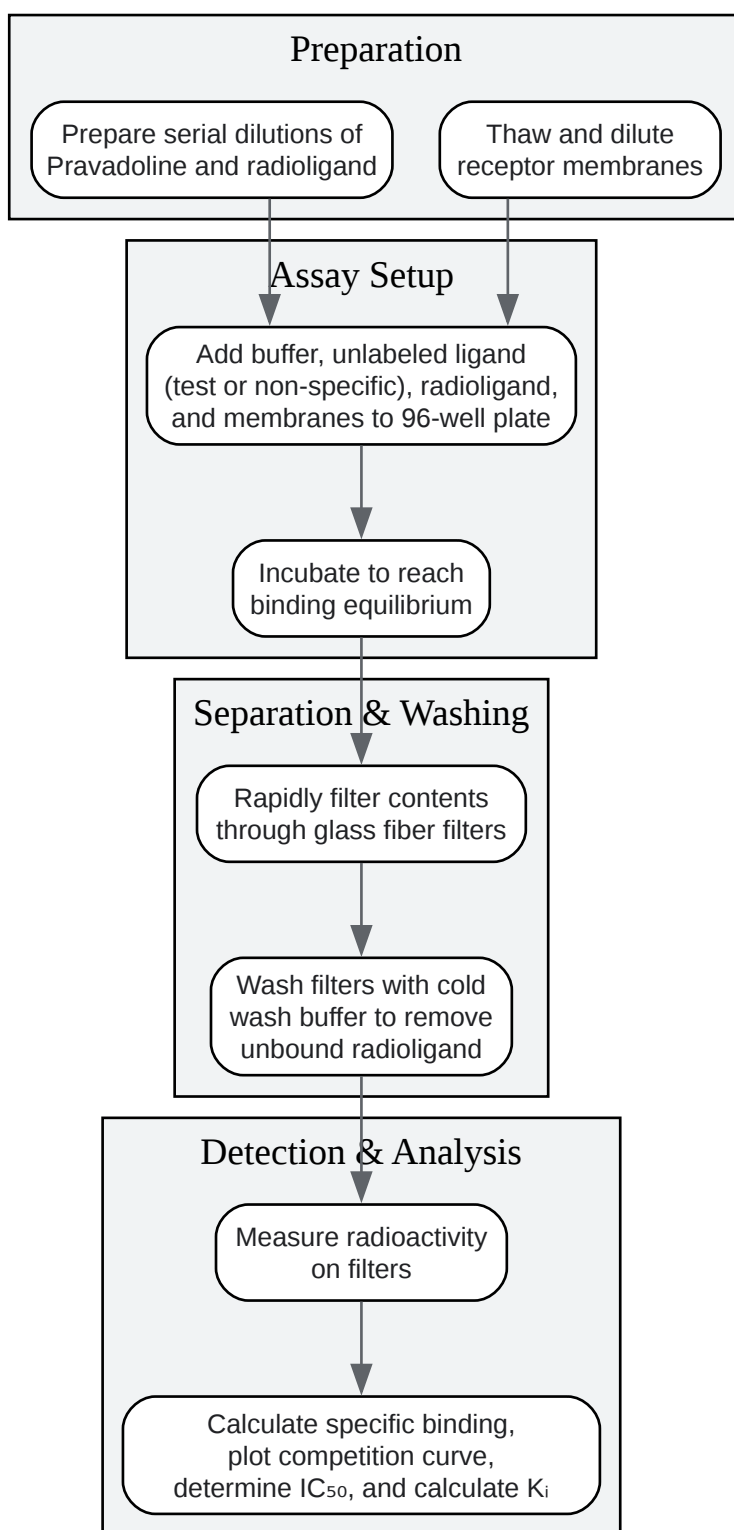 Preparation
Prepare serial dilutions of
Pravadoline and radioligand
Thaw and dilute
receptor membranes
Assay Setup
Add buffer, unlabeled ligand
(test or non-specific), radioligand,
and membranes to 96-well plate
Incubate to reach
binding equilibrium
Separation & Washing
Rapidly filter contents
through glass fiber filters
Wash filters with cold
wash buffer to remove
unbound radioligand
Detection & Analysis
Measure radioactivity
on filters
Calculate specific binding,
plot competition curve,
determine IC₅₀, and calculate Kᵢ